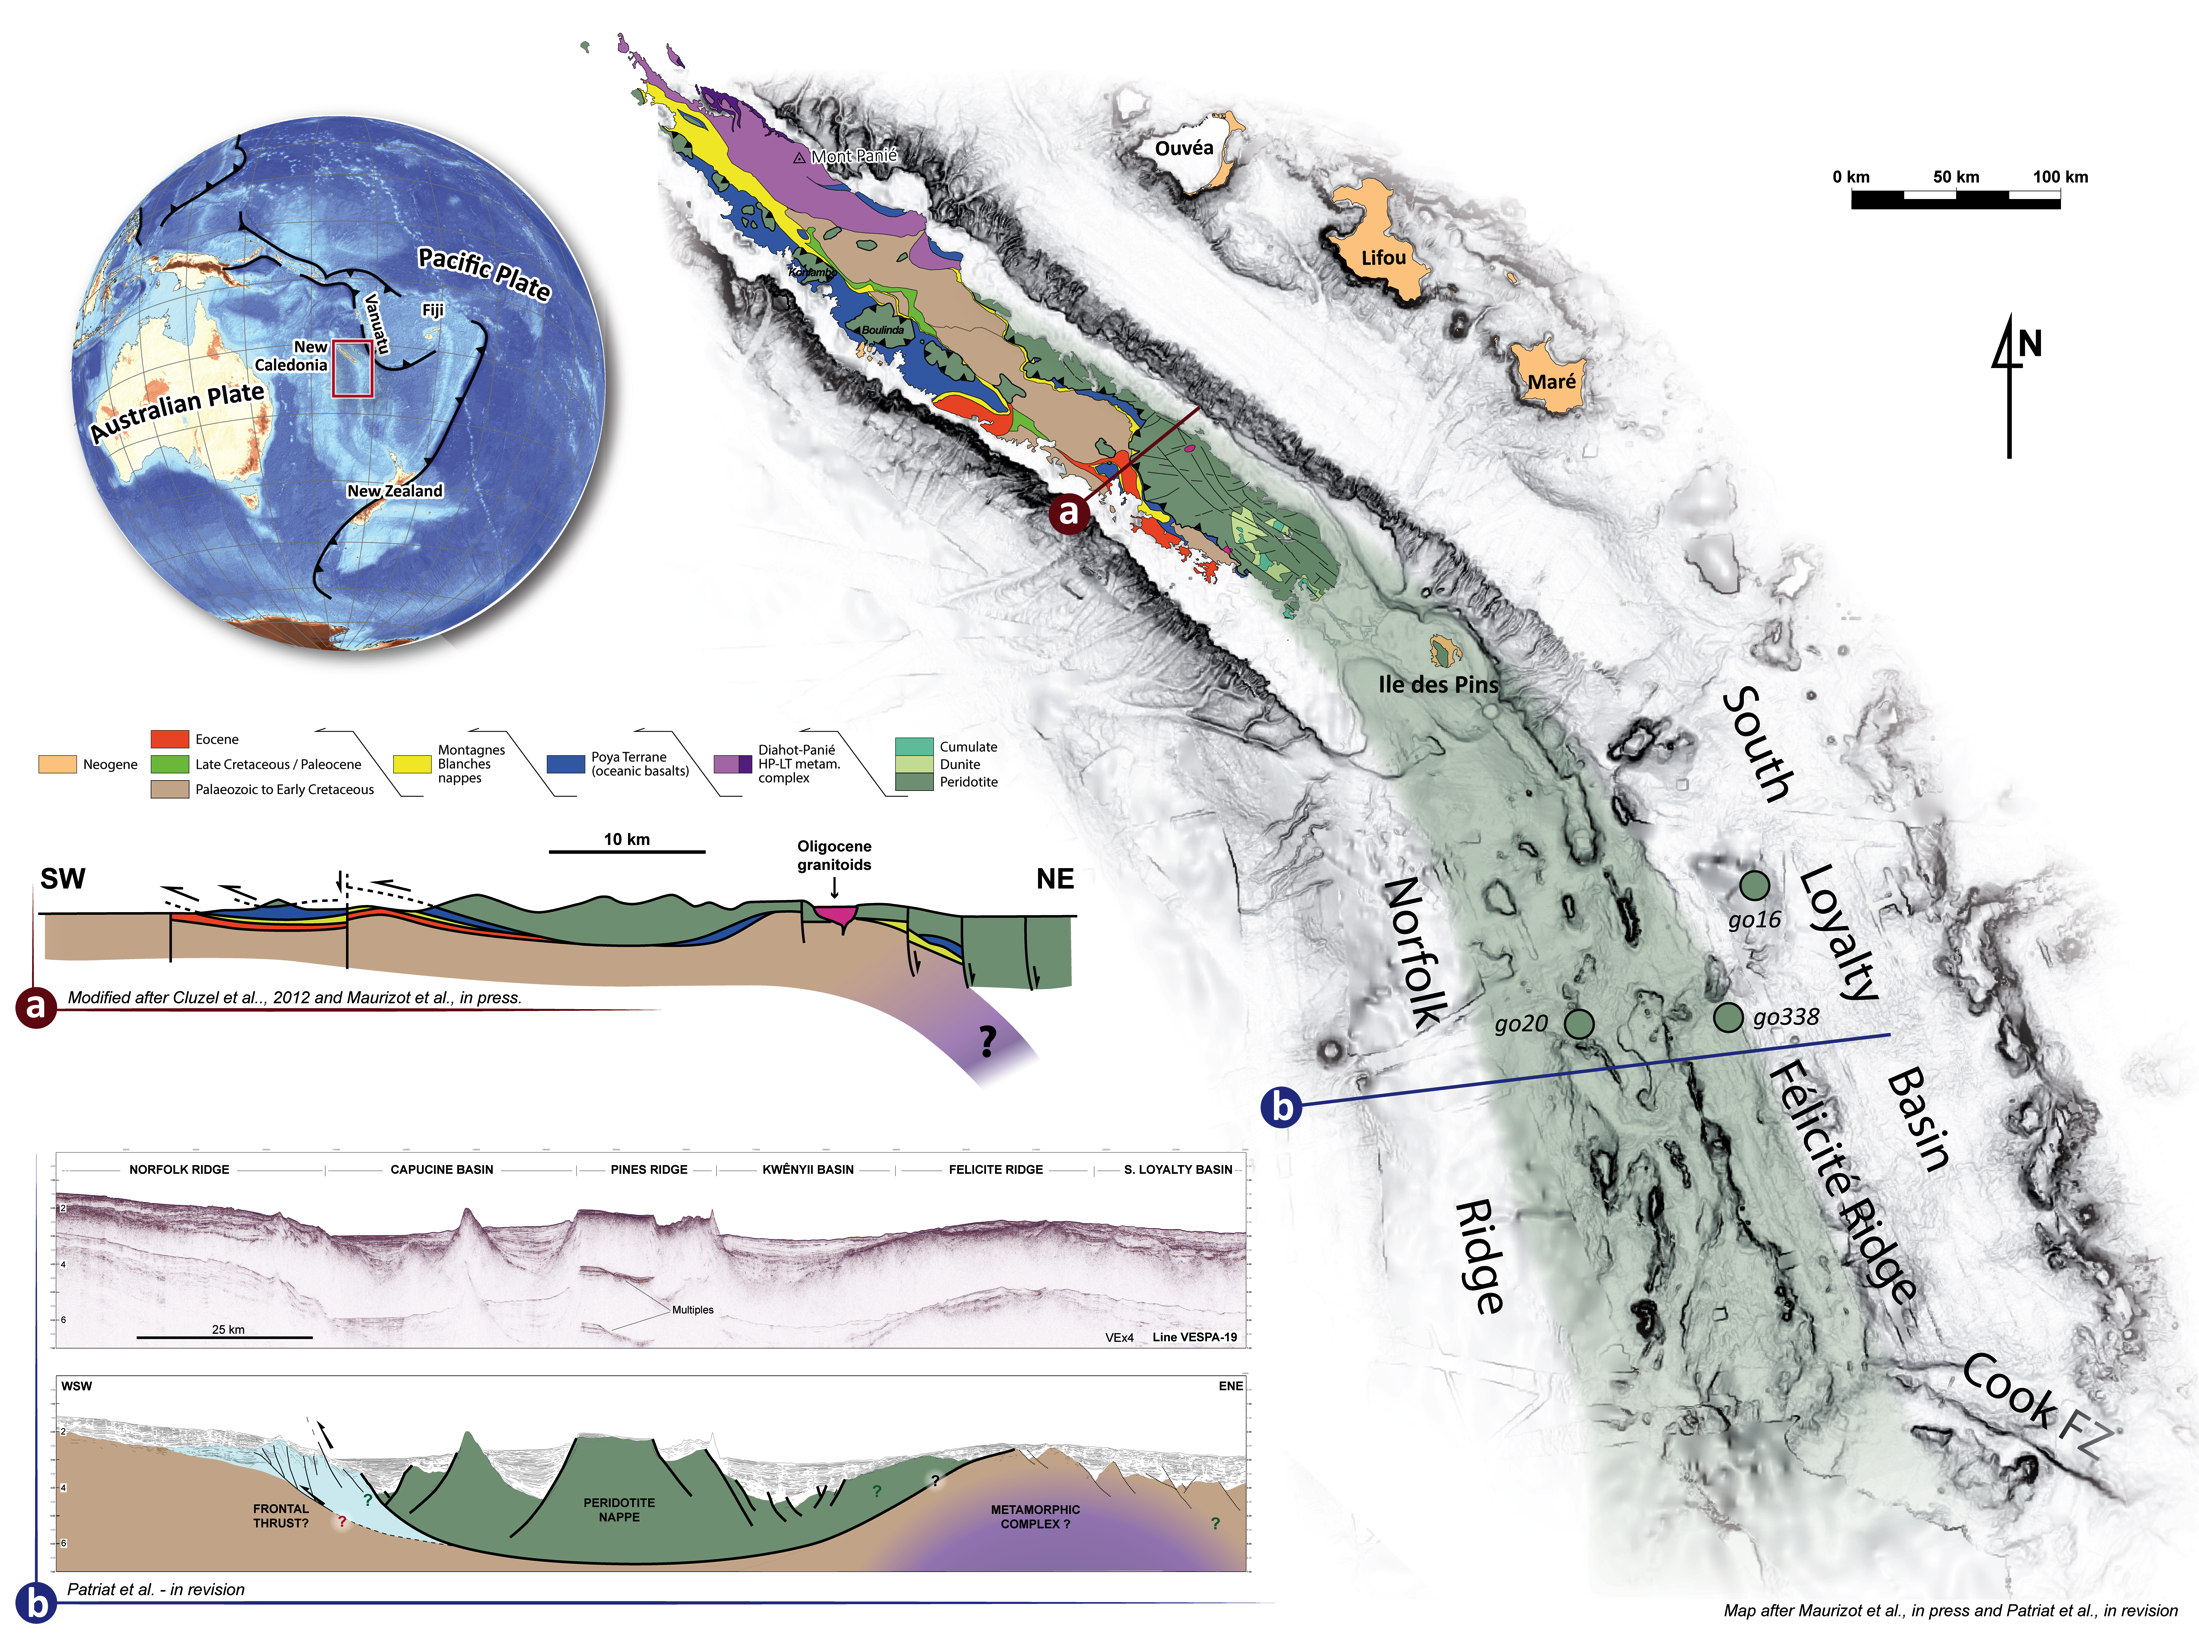 Pacific Plate
Fiji
Vanuatu
New
Caledonia
Australian Plate
New Zealand
Mont Panié
Koniambo
Boulinda
Ouvéa
Lifou
Maré
0 km 50 km 100 km
N
a
Ile des Pins
South
Loyalty
Basin
Norfolk
Ridge
go16
go20
go338
b
Félicité Ridge
Cook FZ
Neogene
Eocene
Late Cretaceous / Paleocene
Palaeozoic to Early Cretaceous
Montagnes
Blanches
nappes
Poya Terrane
(oceanic basalts)
Diahot-Panié
HP-LT metam.
complex
Cumulate
Dunite
Peridotite
10 km
Oligocene
granitoids
SW
NE
?
a
Modified after Cluzel et al.., 2012 and Maurizot et al., in press.
NORFOLK RIDGE CAPUCINE BASIN PINES RIDGE KWÊNYII BASIN FELICITE RIDGE S. LOYALTY BASIN
2
4
6
Multiples
25 km
VEx4 Line VESPA-19
WSW
ENE
2
4
6
FRONTAL
THRUST?
?
?
PERIDOTITE
NAPPE
?
?
METAMORPHIC
COMPLEX ?
?
b
Patriat et al. - in revision
Map after Maurizot et al., in press and Patriat et al., in revision